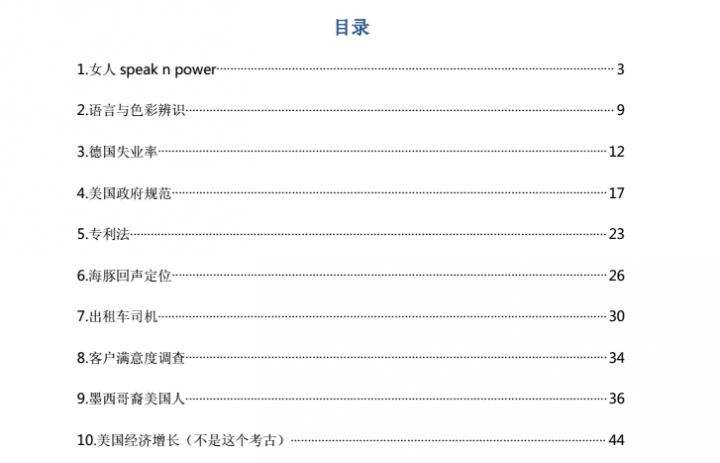 目录
1.女人 speak n power 3
2.语言与色彩辨识 9
3.德国失业率 12
4.美国政府规范 17
5.专利法 23
6.海豚回声定位 26
7.出租车司机 30
8.客户满意度调查 34
9.墨西哥裔美国人 36
10.美国经济增长（不是这个考古） 44